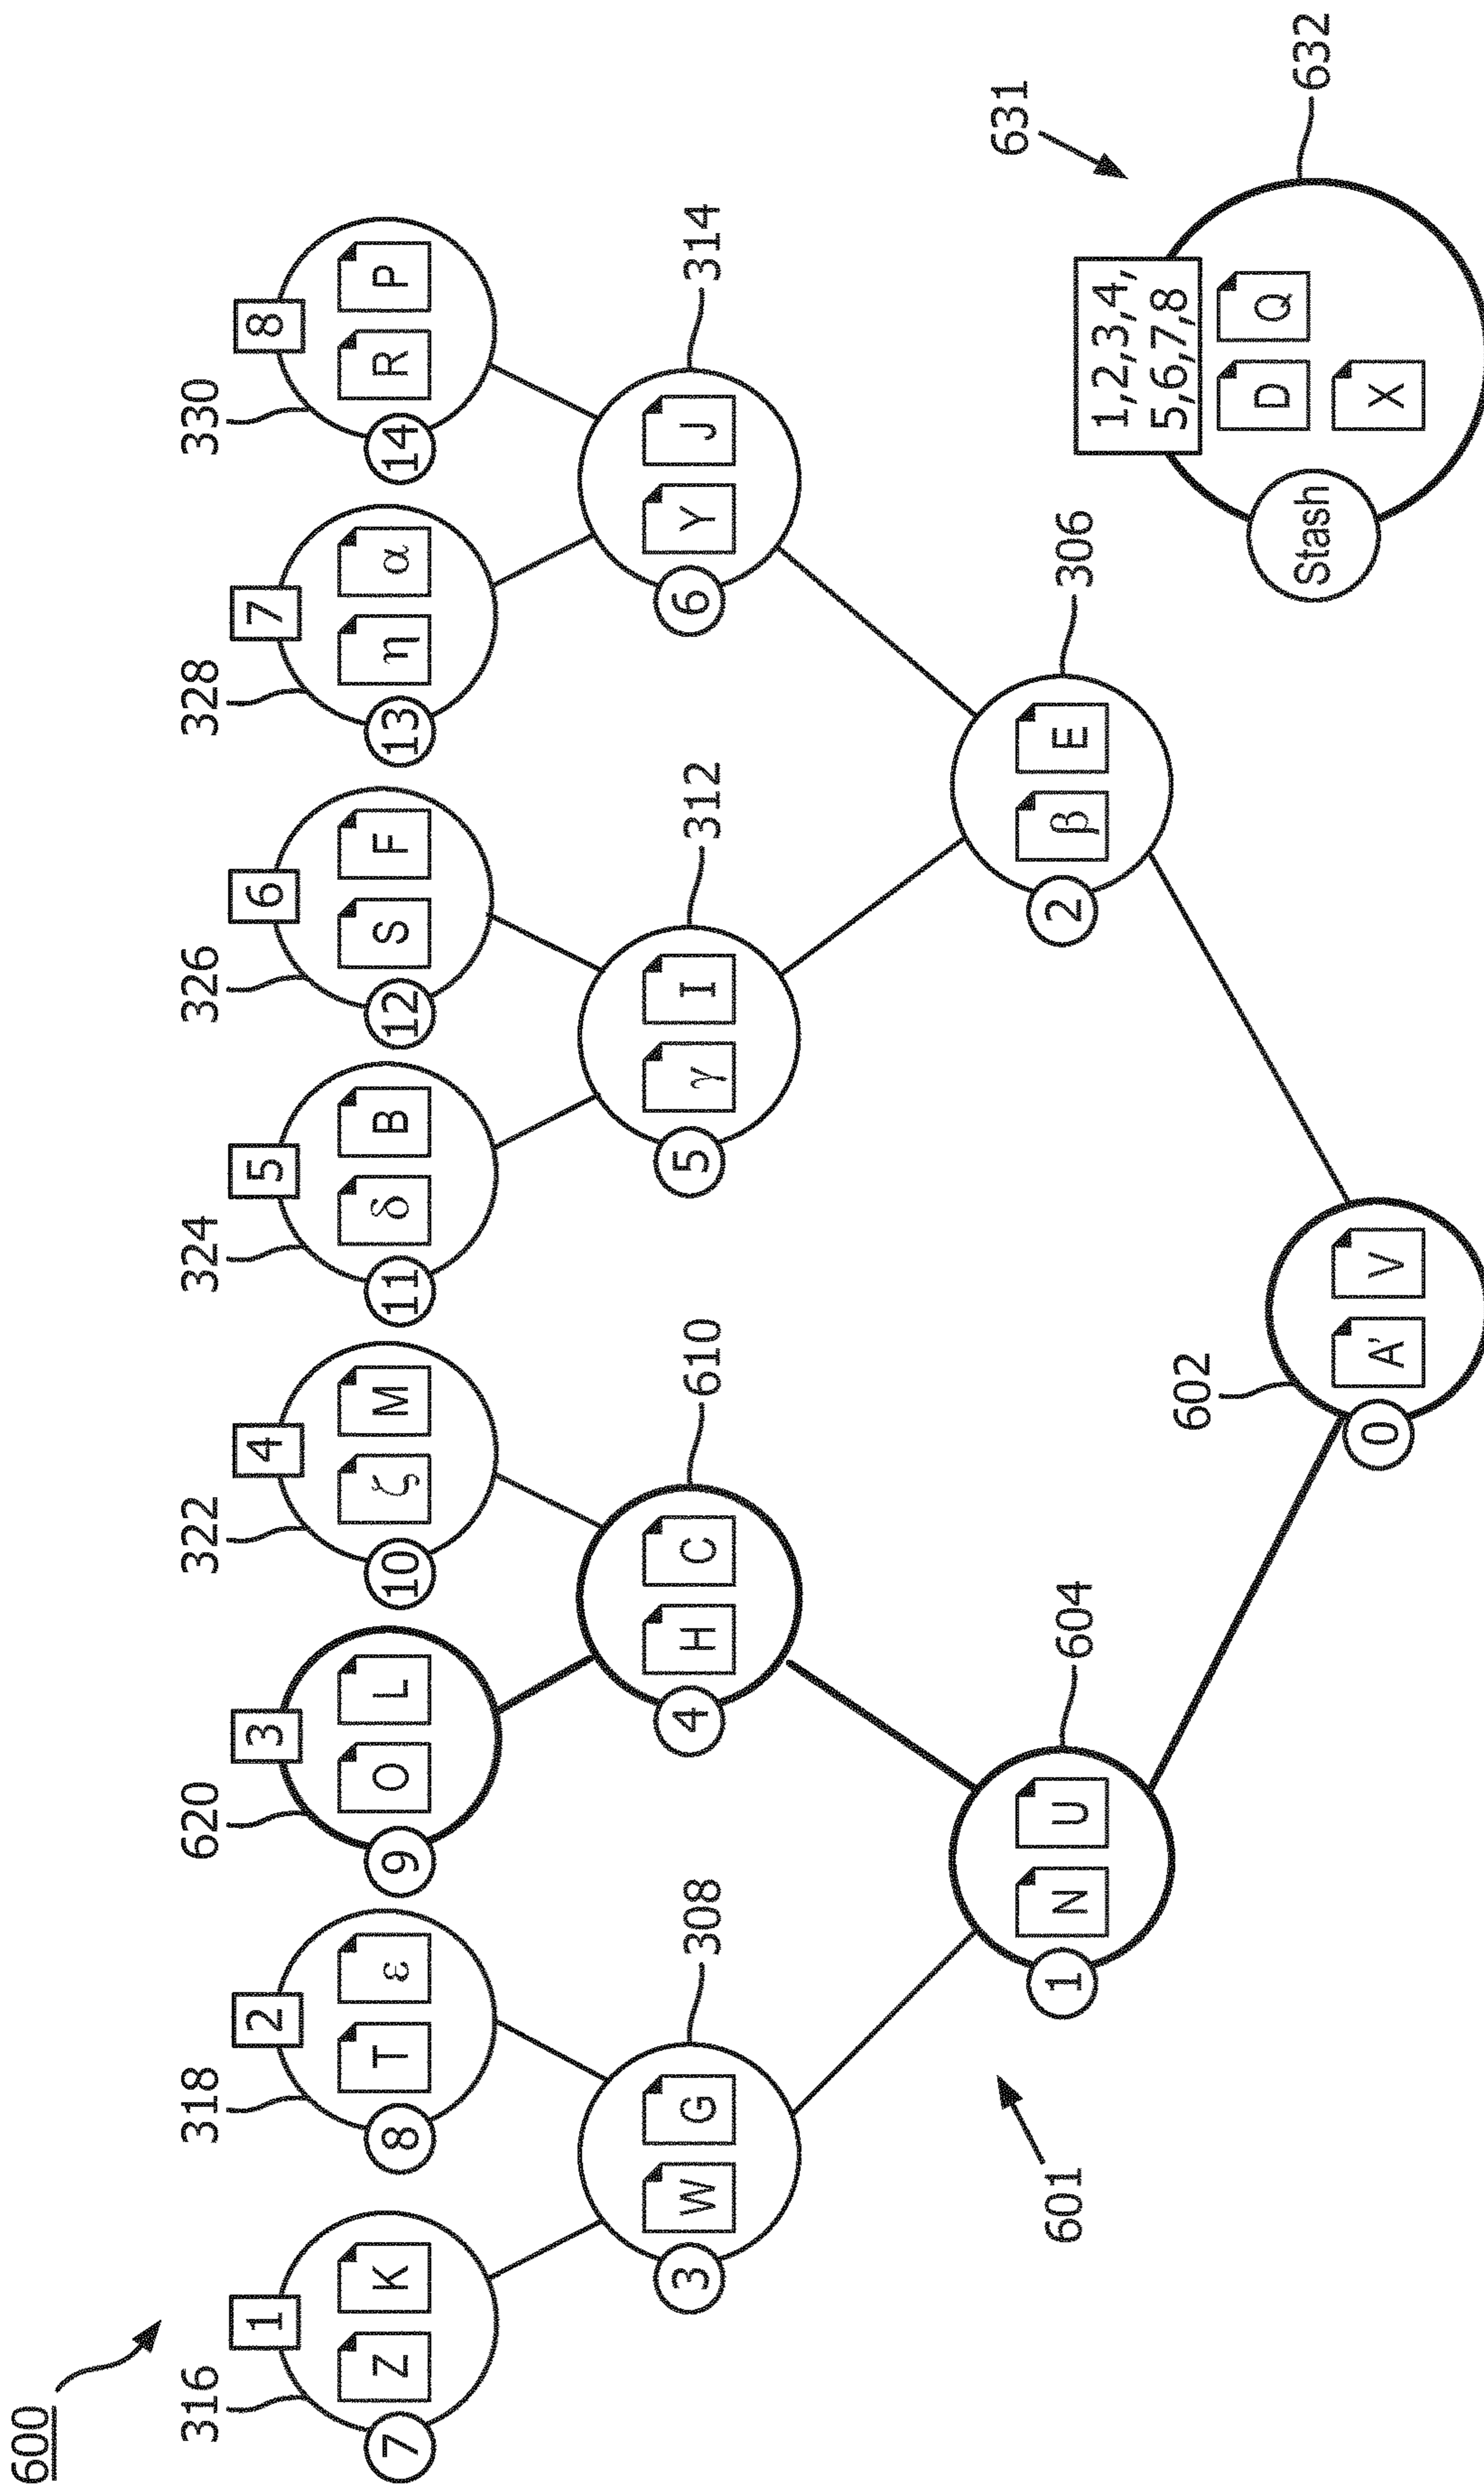 600
316
318
620
322
324
326
328
330
1
2
3
4
5
6
7
8
Z K
T ε
O L
ζ M
δ B
S F
η α
R P
7
8
9
10
11
12
13
14
308
610
312
314
W G
H C
γ I
Y J
3
4
5
6
601
604
306
631
N U
β E
1
2
1,2,3,4,
5,6,7,8
D Q
X
Stash
632
602
A' V
0